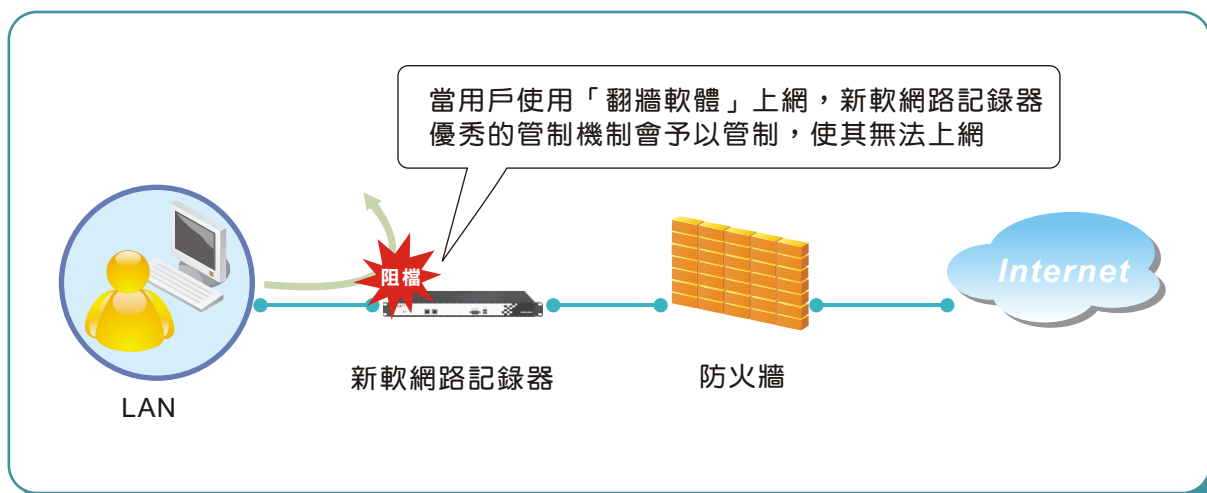 當用戶使用「翻牆軟體」上網，新軟網路記錄器
優秀的管制機制會予以管制，使其無法上網
阻檔
Internet
新軟網路記錄器
防火牆
LAN